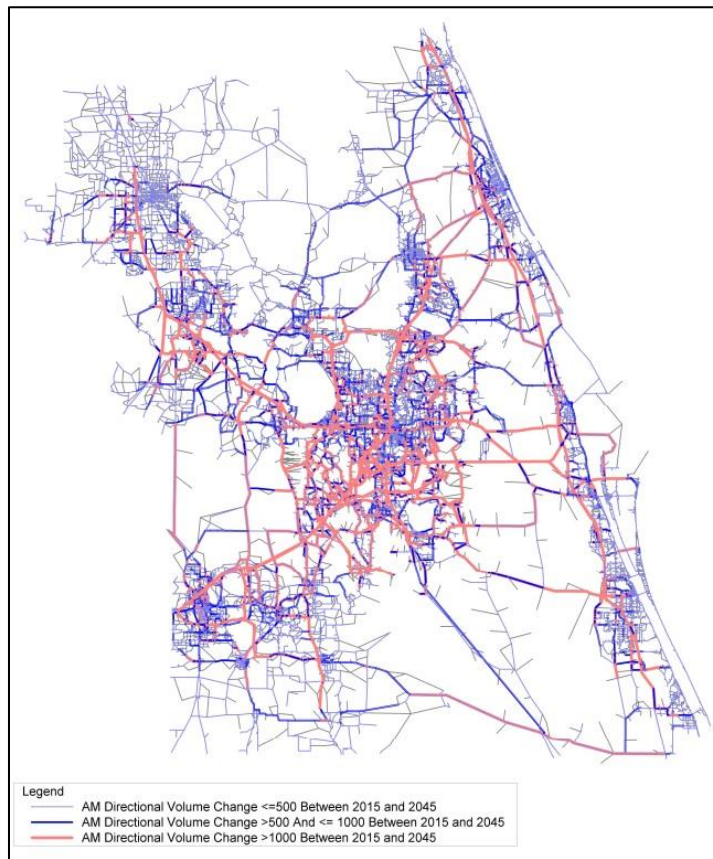 Legend
AM Directional Volume Change <=500 Between 2015 and 2045
AM Directional Volume Change >500 And <= 1000 Between 2015 and 2045
AM Directional Volume Change >1000 Between 2015 and 2045